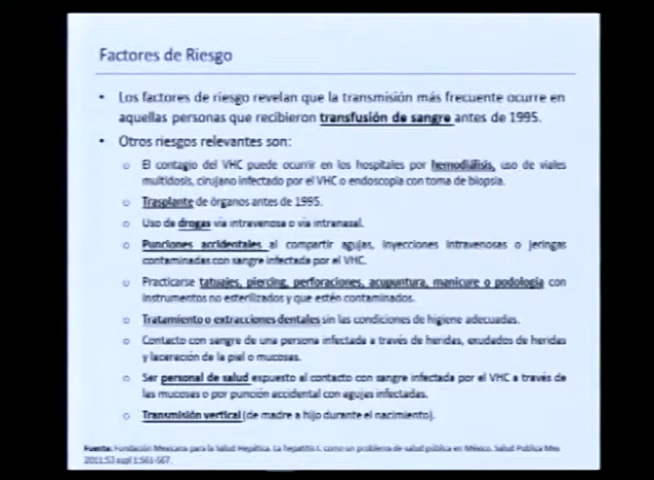 Factores de Riesgo
• Los factores de riesgo revelan que la transmisión más frecuente ocurre en
aquellas personas que recibieron transfusión de sangre antes de 1995.
• Otros riesgos relevantes son:
o El contagio del VHC puede ocurrir en los hospitales por hemodiálisis, uso de viales
multidosis, cirujano infectado por el VHC o endoscopía con toma de biopsia.
o Trasplante de órganos antes de 1995.
o Uso de drogas vía intravenosa o vía intranasal.
o Punciones accidentales al compartir agujas, inyecciones intravenosas o jeringas
contaminadas con sangre infectada por el VHC.
o Practicarse tatuajes, piercing, perforaciones, acupuntura, manicure o podología con
instrumentos no esterilizados y que estén contaminados.
o Tratamiento o extracciones dentales sin las condiciones de higiene adecuadas.
o Contacto con sangre de una persona infectada a través de heridas, exudados de heridas
y laceración de la piel o mucosas.
o Ser personal de salud expuesto al contacto con sangre infectada por el VHC a través de
las mucosas o por punción accidental con agujas infectadas.
o Transmisión vertical (de madre a hijo durante el nacimiento).
Fuente: Fundación Mexicana para la Salud Hepática. La hepatitis C como un problema de salud pública en México. Salud Publica Mex
2011;53 supl 1:S61-S67.